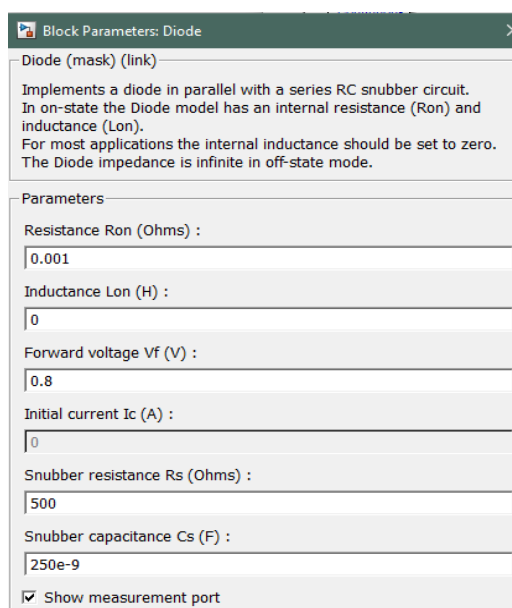 Block Parameters: Diode
Diode (mask) (link)
Implements a diode in parallel with a series RC snubber circuit.
In on-state the Diode model has an internal resistance (Ron) and
inductance (Lon).
For most applications the internal inductance should be set to zero.
The Diode impedance is infinite in off-state mode.
Parameters
Resistance Ron (Ohms) :
0.001
Inductance Lon (H) :
0
Forward voltage Vf (V) :
0.8
Initial current Ic (A) :
0
Snubber resistance Rs (Ohms) :
500
Snubber capacitance Cs (F) :
250e-9
Show measurement port